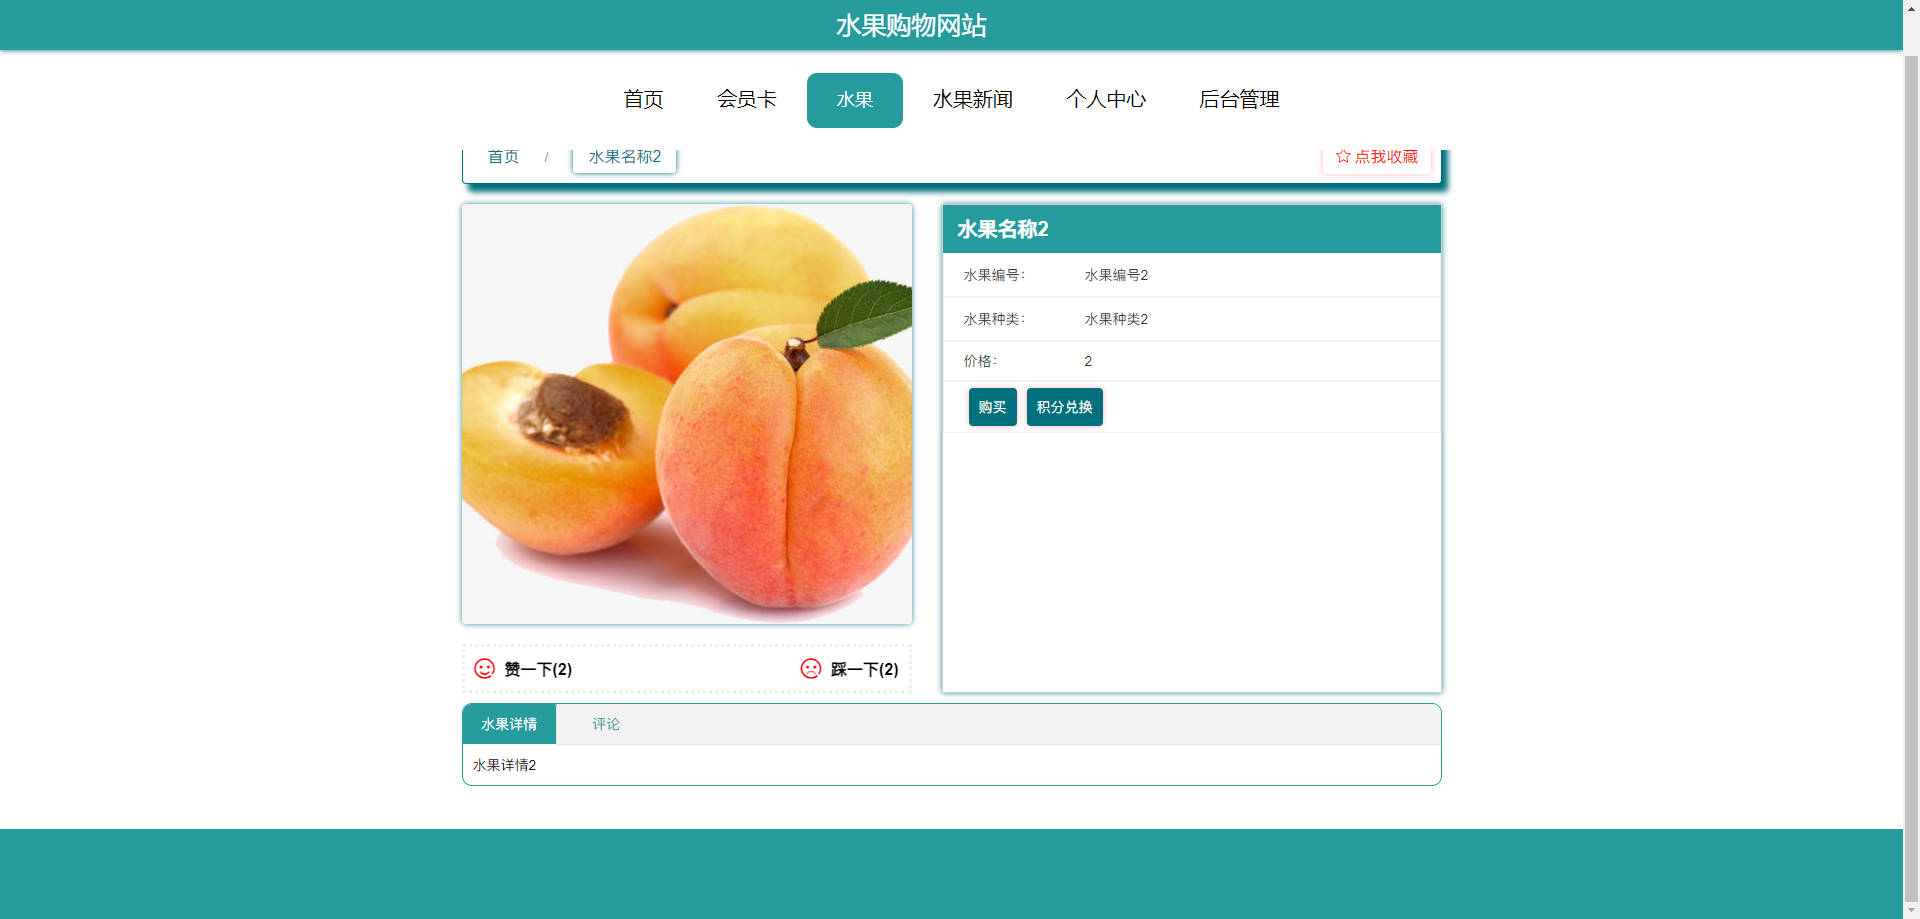 水果购物网站
首页 会员卡 水果 水果新闻 个人中心 后台管理
首页 / 水果名称2 点我收藏
水果名称2
水果编号: 水果编号2
水果种类: 水果种类2
价格: 2
购买 积分兑换
赞一下(2) 踩一下(2)
水果详情 评论
水果详情2